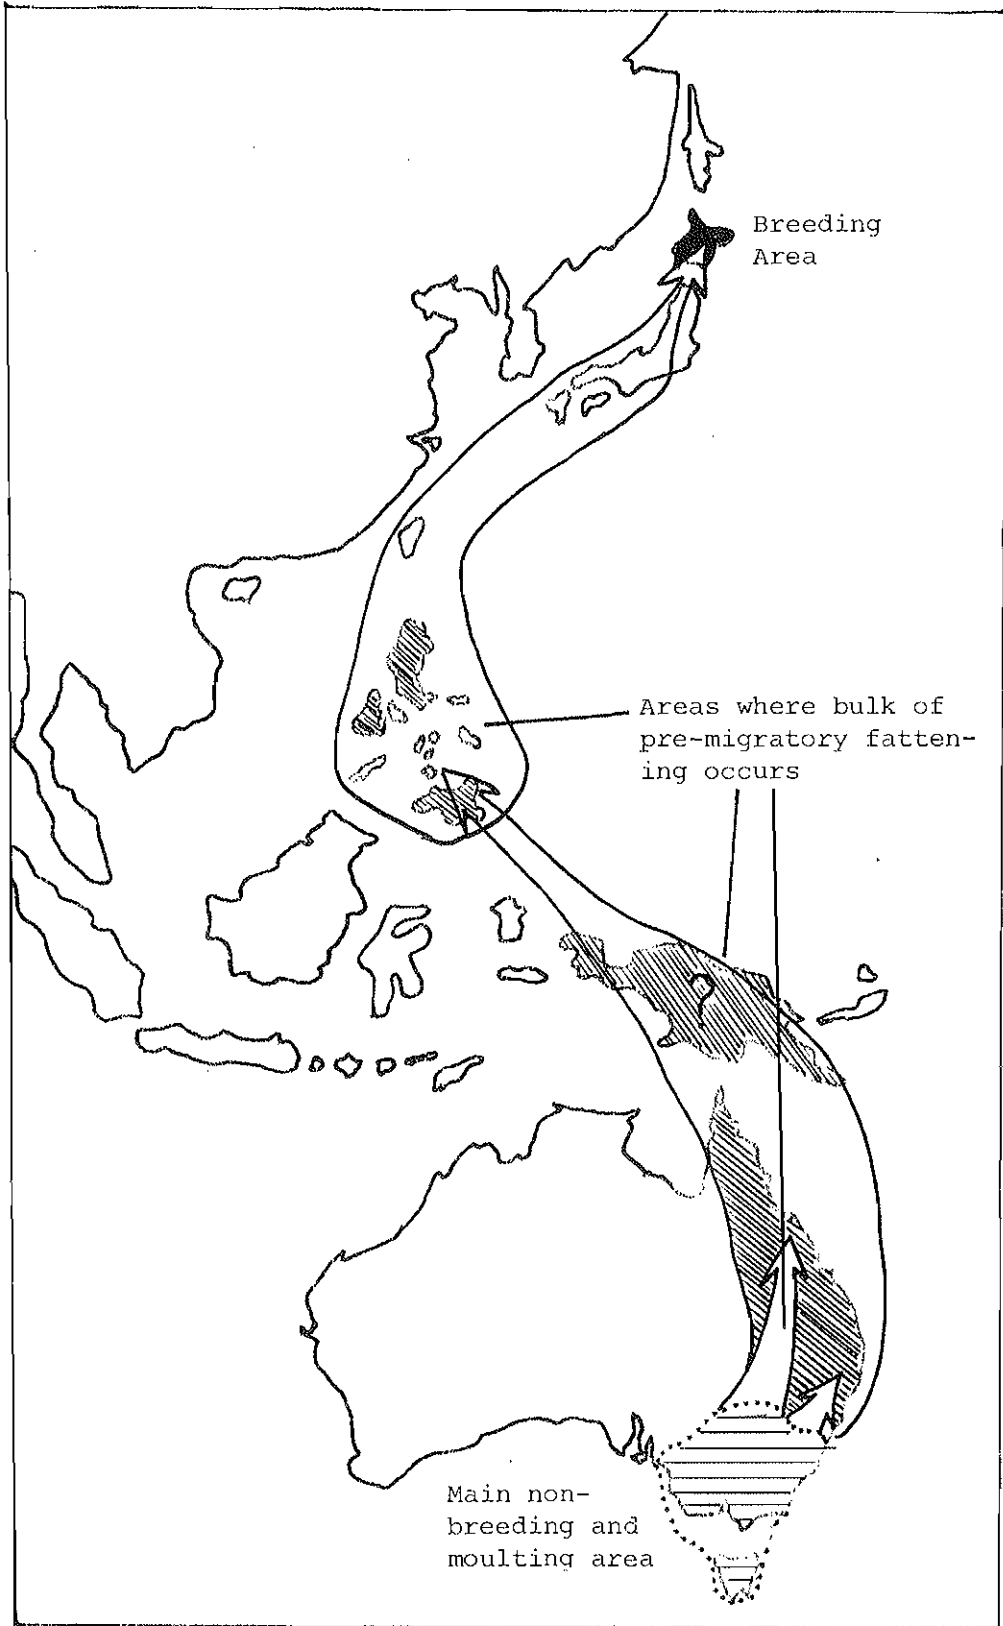 Breeding
Area
Areas where bulk of
pre-migratory fatten-
ing occurs
?
Main non-
breeding and
moulting area